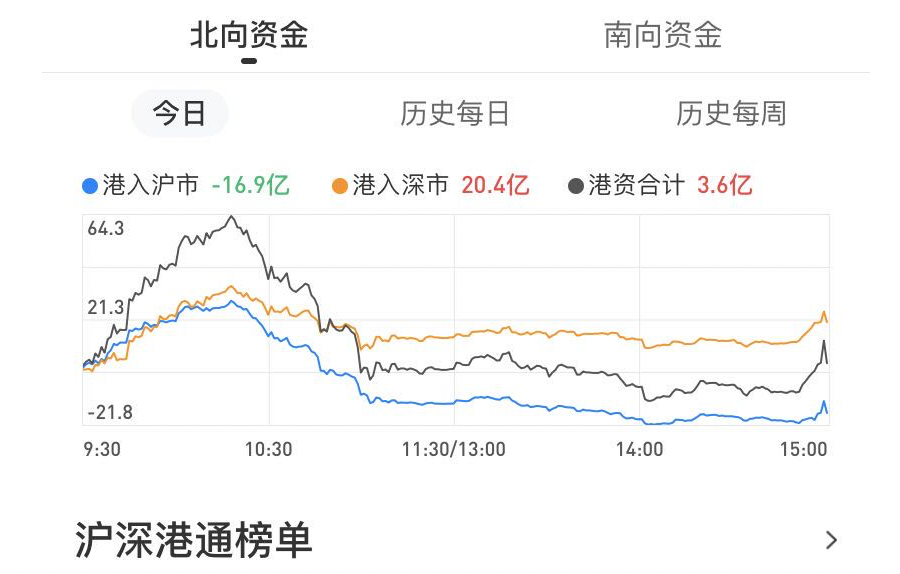 北向资金 南向资金
今日 历史每日 历史每周
港入沪市 -16.9亿 港入深市 20.4亿 港资合计 3.6亿
64.3
21.3
-21.8
9:30 10:30 11:30/13:00 14:00 15:00
沪深港通榜单